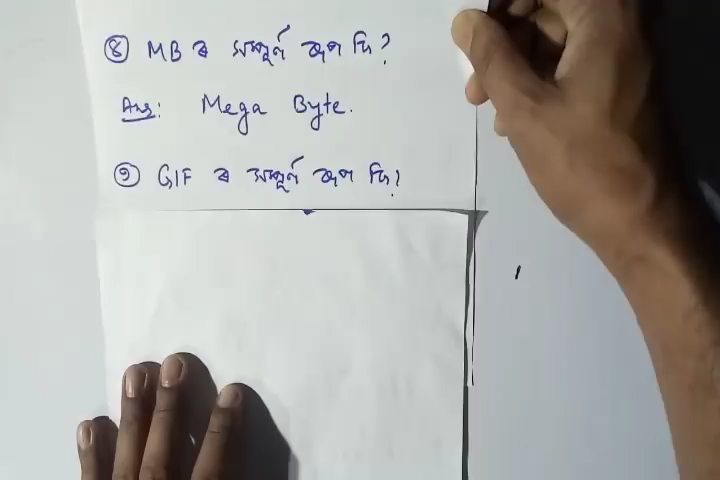 ৪ MB ৰ সম্পূৰ্ণ ৰূপ কি?
Ans: Mega Byte.
৫ GIF ৰ সম্পূৰ্ণ ৰূপ কি?